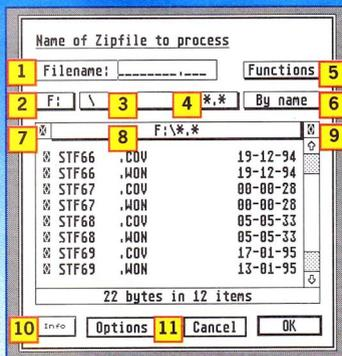 Name of Zipfile to process
1 Filename: ________.___ Functions 5
2 F: \ 3 4 *.* By name 6
7 8 F:\*.* 9
STF66 .COV 19-12-94
STF66 .WON 19-12-94
STF67 .COV 00-00-28
STF67 .WON 00-00-28
STF68 .COV 05-05-33
STF68 .WON 05-05-33
STF69 .COV 17-01-95
STF69 .WON 13-01-95
22 bytes in 12 items
10 Info Options 11 Cancel OK